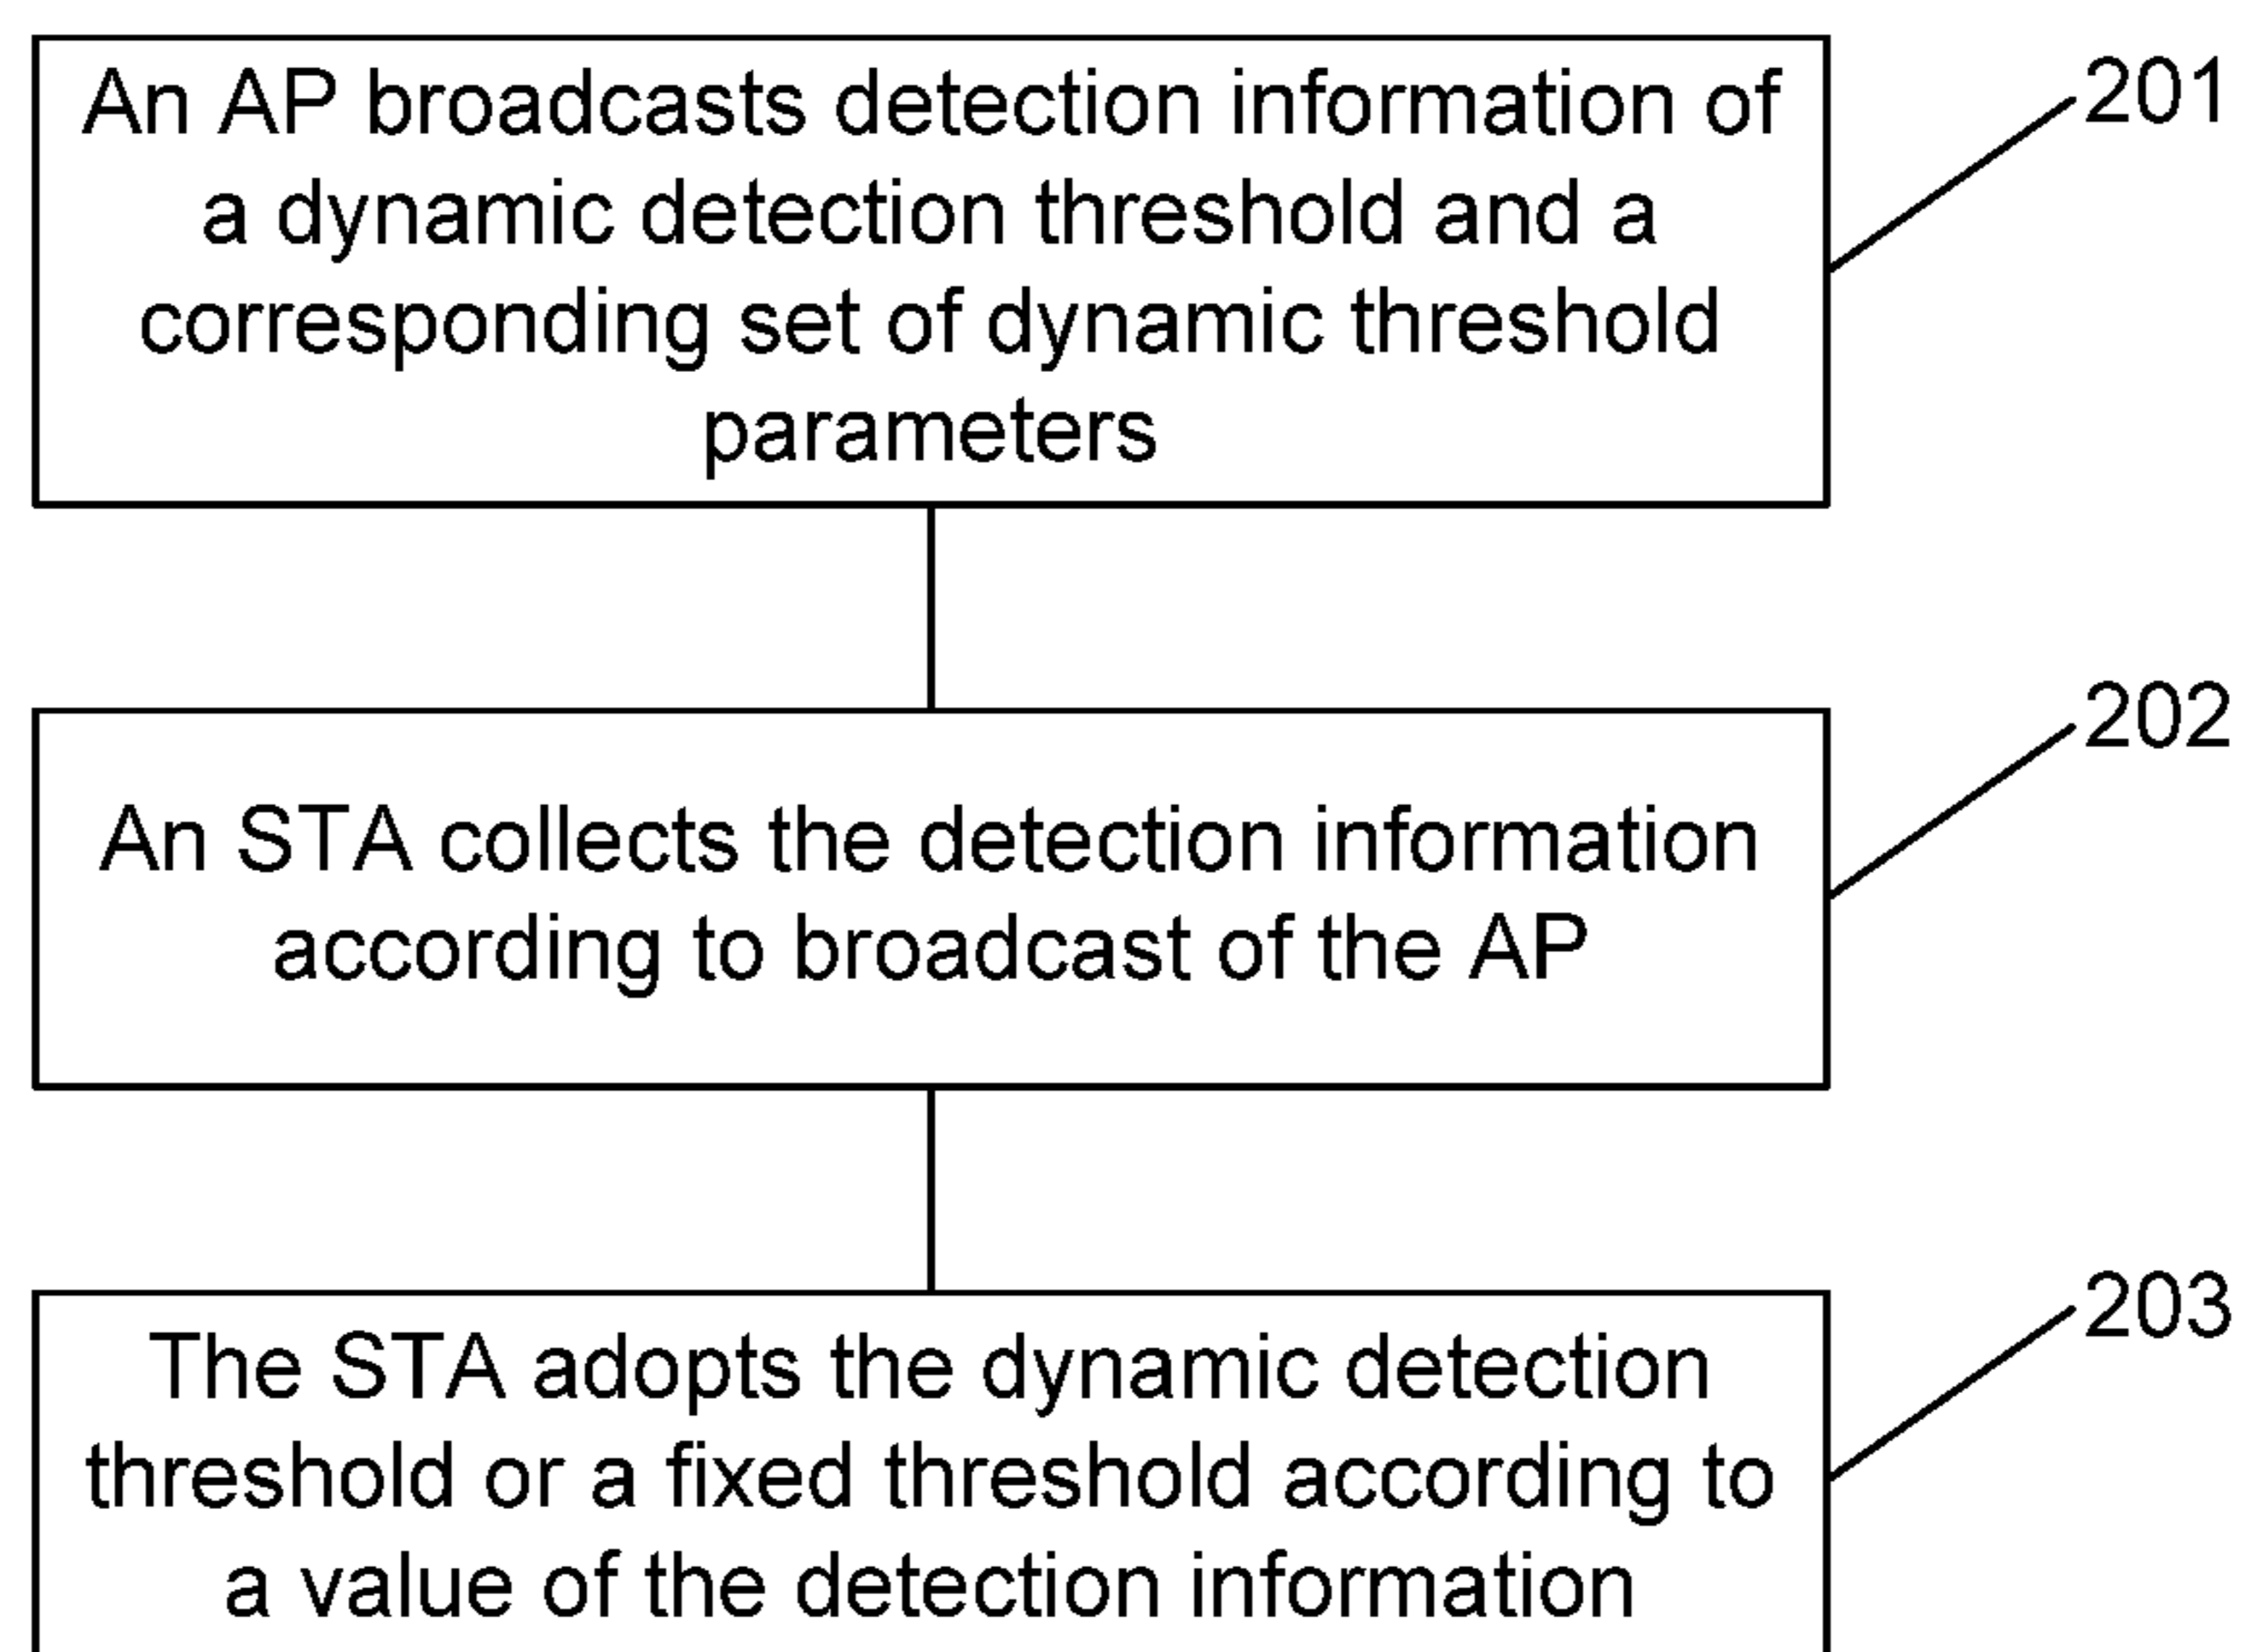 An AP broadcasts detection information of
a dynamic detection threshold and a
corresponding set of dynamic threshold
parameters
201
An STA collects the detection information
according to broadcast of the AP
202
The STA adopts the dynamic detection
threshold or a fixed threshold according to
a value of the detection information
203